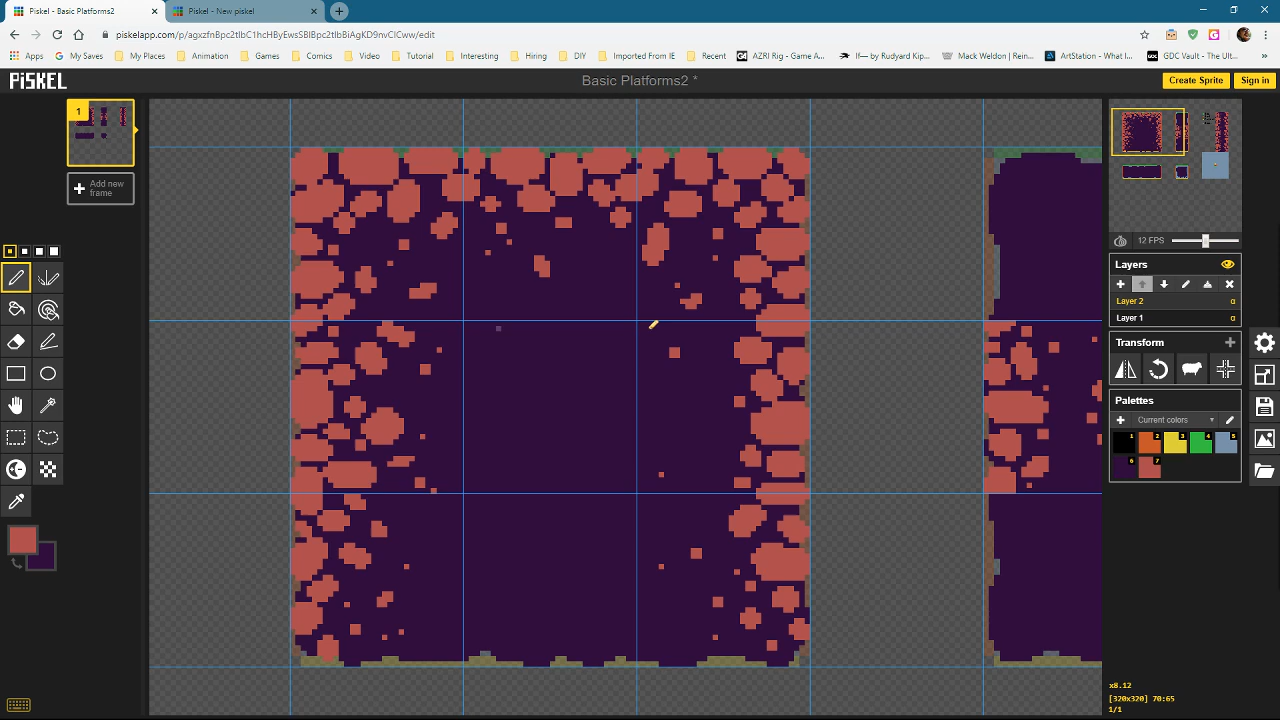 Piskel - Basic Platforms2
Piskel - New piskel
piskelapp.com/p/agxzfnBpc2tlbC1hcHByEwsSBlBpc2tlbBiAgKD9nvClCww/edit
Apps
My Saves
My Places
Animation
Games
Comics
Video
Tutorial
Interesting
Hiring
DIY
Imported From IE
Recent
AZRI Rig - Game A...
If— by Rudyard Kip...
Mack Weldon | Rein...
ArtStation - What I...
GDC Vault - The Ult...
PiSKEL
Basic Platforms2 *
Create Sprite
Sign in
1
Add new
frame
12 FPS
Layers
Layer 2 α
Layer 1 α
Transform
Palettes
Current colors
1 2 3 4 5
6 7
x8.12
[320x320] 70:65
1/1